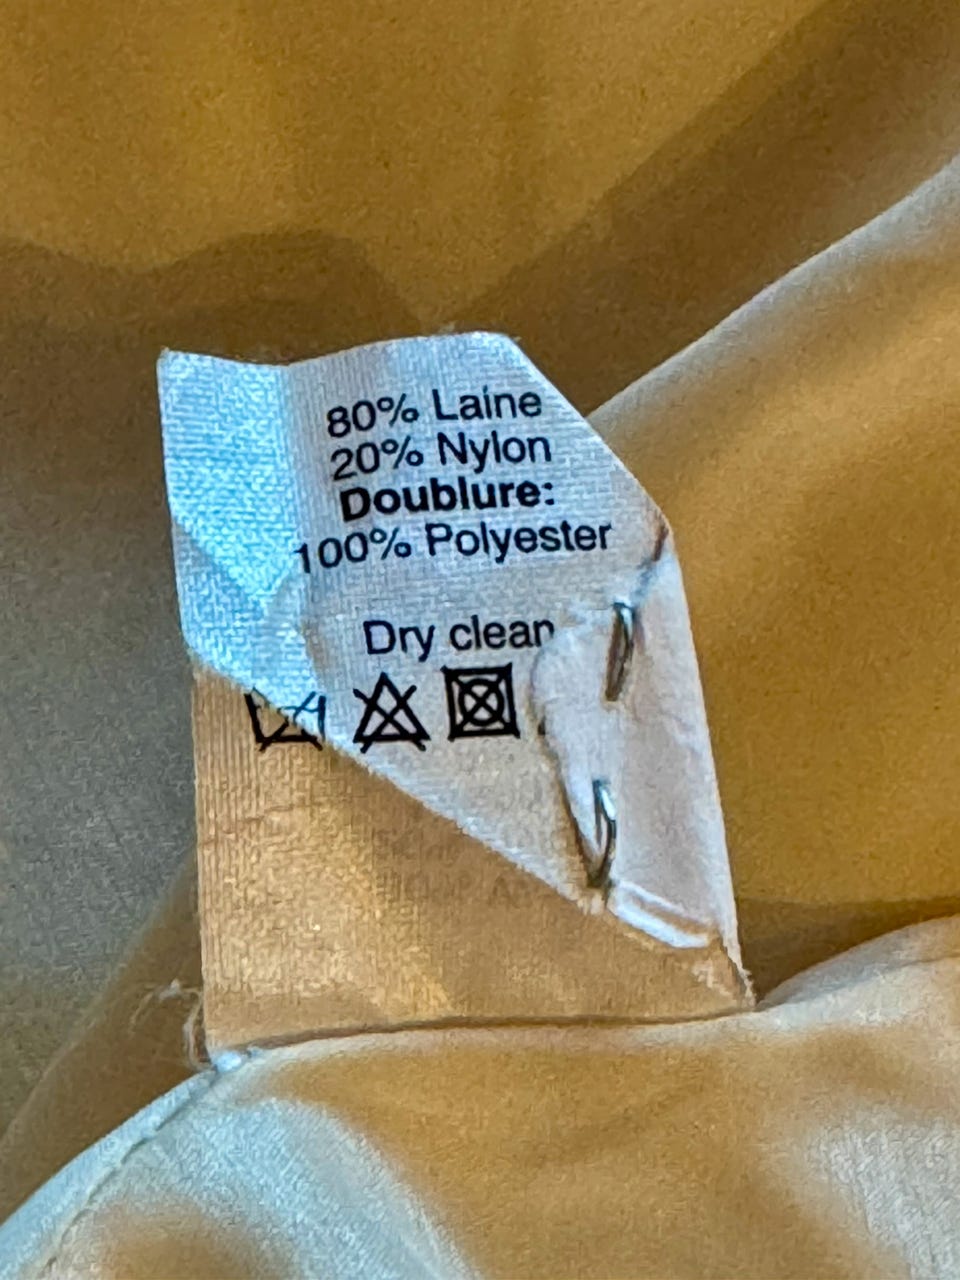 80% Laine
20% Nylon
Doublure:
100% Polyester
Dry clean